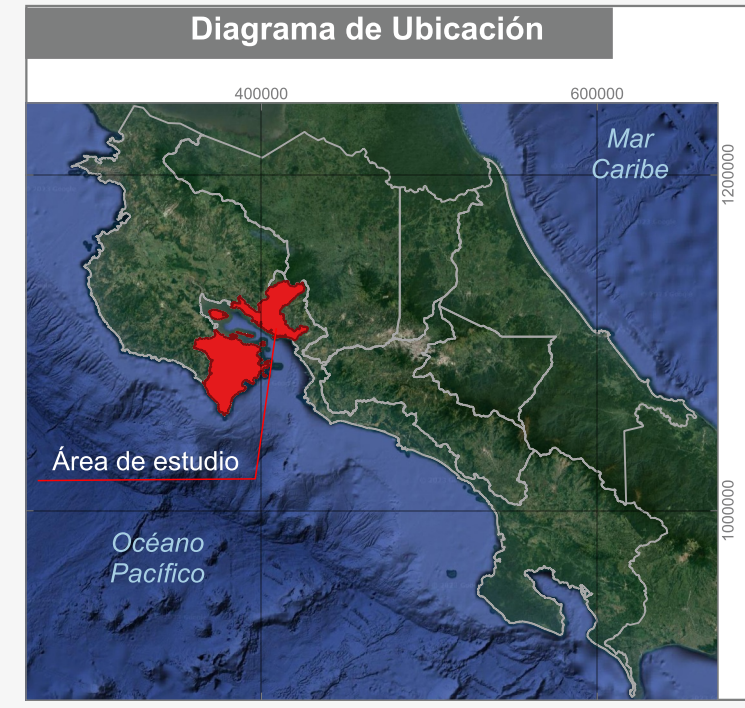 Diagrama de Ubicación
400000
600000
Mar
Caribe
1200000
Área de estudio
1000000
Océano
Pacífico